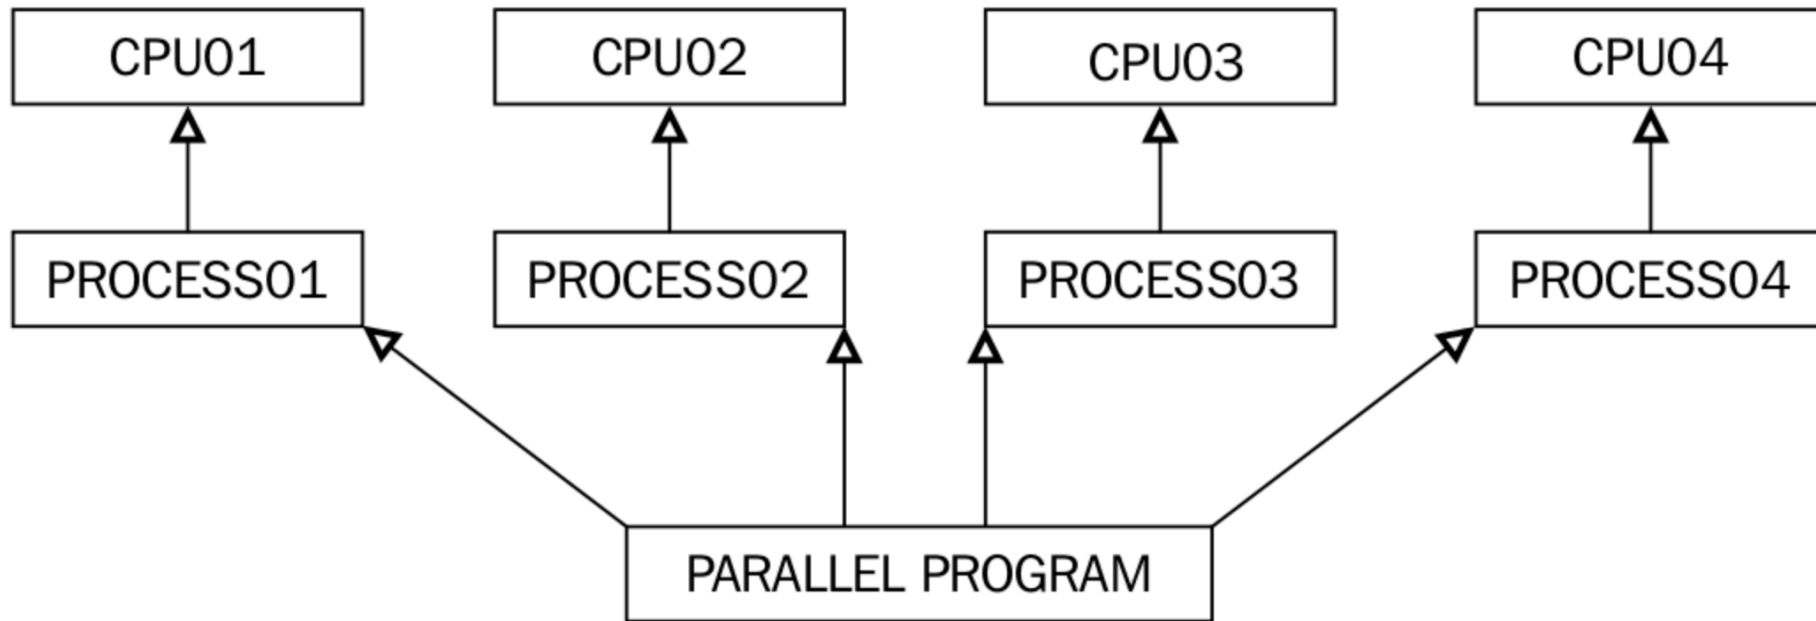 CPU01
CPU02
CPU03
CPU04
PROCESS01
PROCESS02
PROCESS03
PROCESS04
PARALLEL PROGRAM